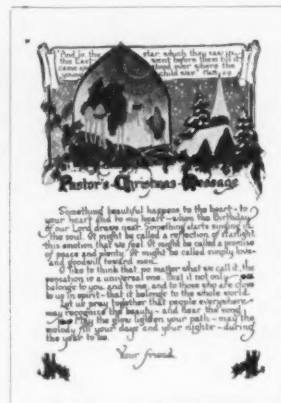 "And lo the star which they saw in
the East went before them till it
came and stood over where the
young child was." Matt. 2:9
Pastor's Christmas Message
Something beautiful happens to the heart - to
your heart and to my heart - when the Birthday
of our Lord draws near. Something starts singing in
the soul. It might be called a reflection of starlight
this emotion that we feel. It might be called a promise
of peace and plenty. It might be called simply love -
and goodwill toward men.
I like to think that no matter what we call it, the
sensation is a universal one. That it not only
belongs to you and to me, and to those who are close
to us in spirit - that it belongs to the whole world.
Let us pray together that people everywhere
may recognize the beauty - and hear the song
May the glow lighten your path - may the
melody fill your days and your nights - during
the year to be.
Your friend